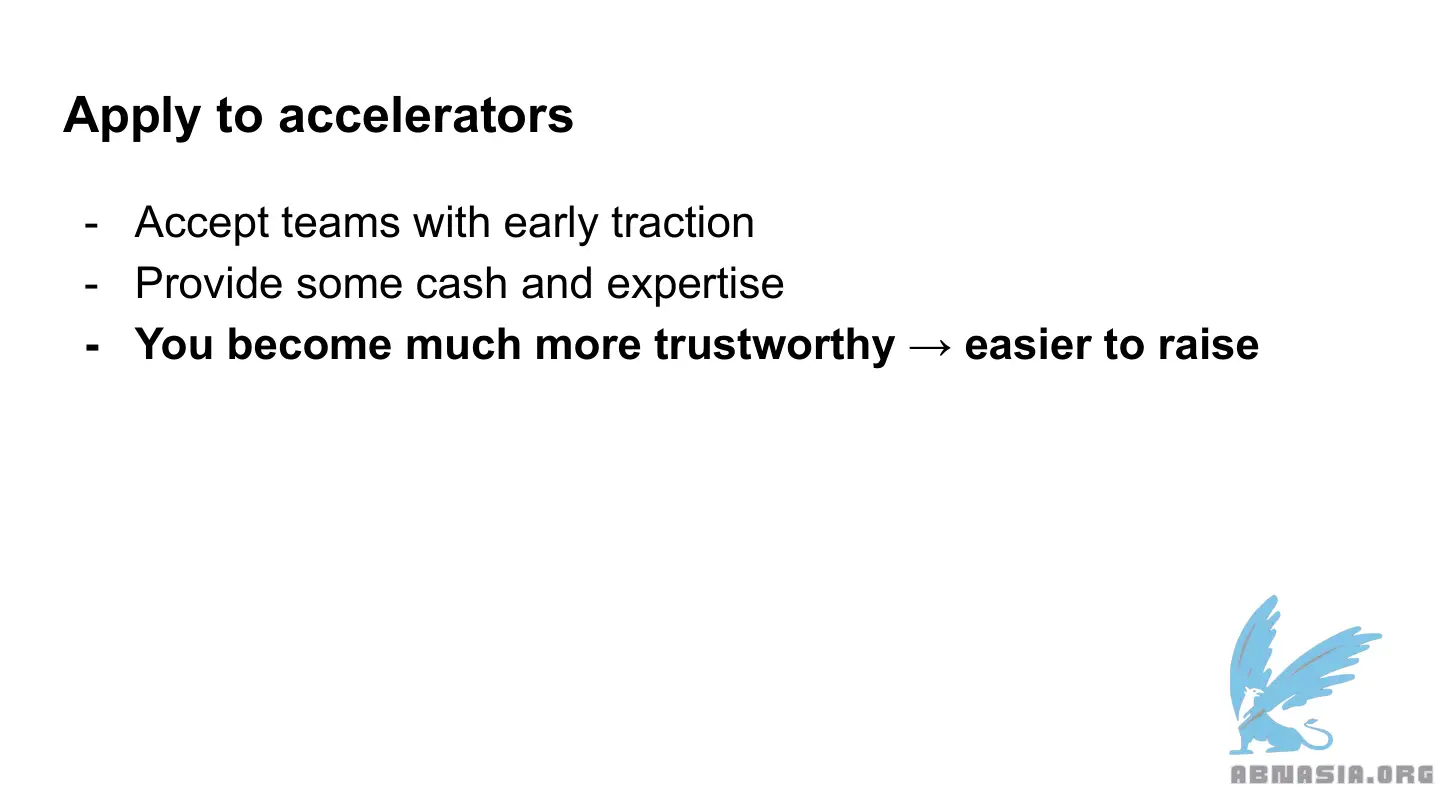 Apply to accelerators
- Accept teams with early traction
- Provide some cash and expertise
- You become much more trustworthy → easier to raise
ABNASIA.ORG